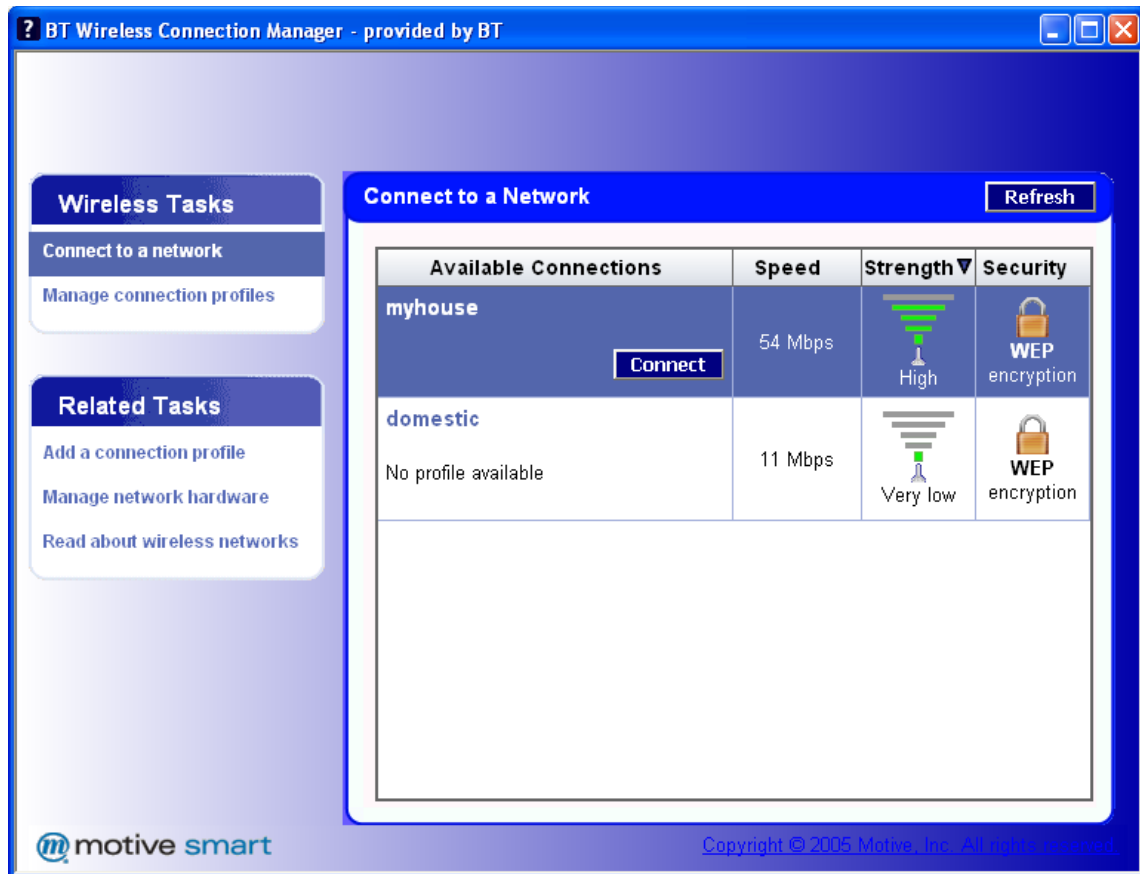 ? BT Wireless Connection Manager - provided by BT
Wireless Tasks
Connect to a network
Manage connection profiles
Related Tasks
Add a connection profile
Manage network hardware
Read about wireless networks
Connect to a Network
Refresh
Available Connections Speed Strength Security
myhouse
Connect
54 Mbps
High
WEP
encryption
domestic
No profile available
11 Mbps
Very low
WEP
encryption
m motive smart
Copyright © 2005 Motive, Inc. All rights reserved.